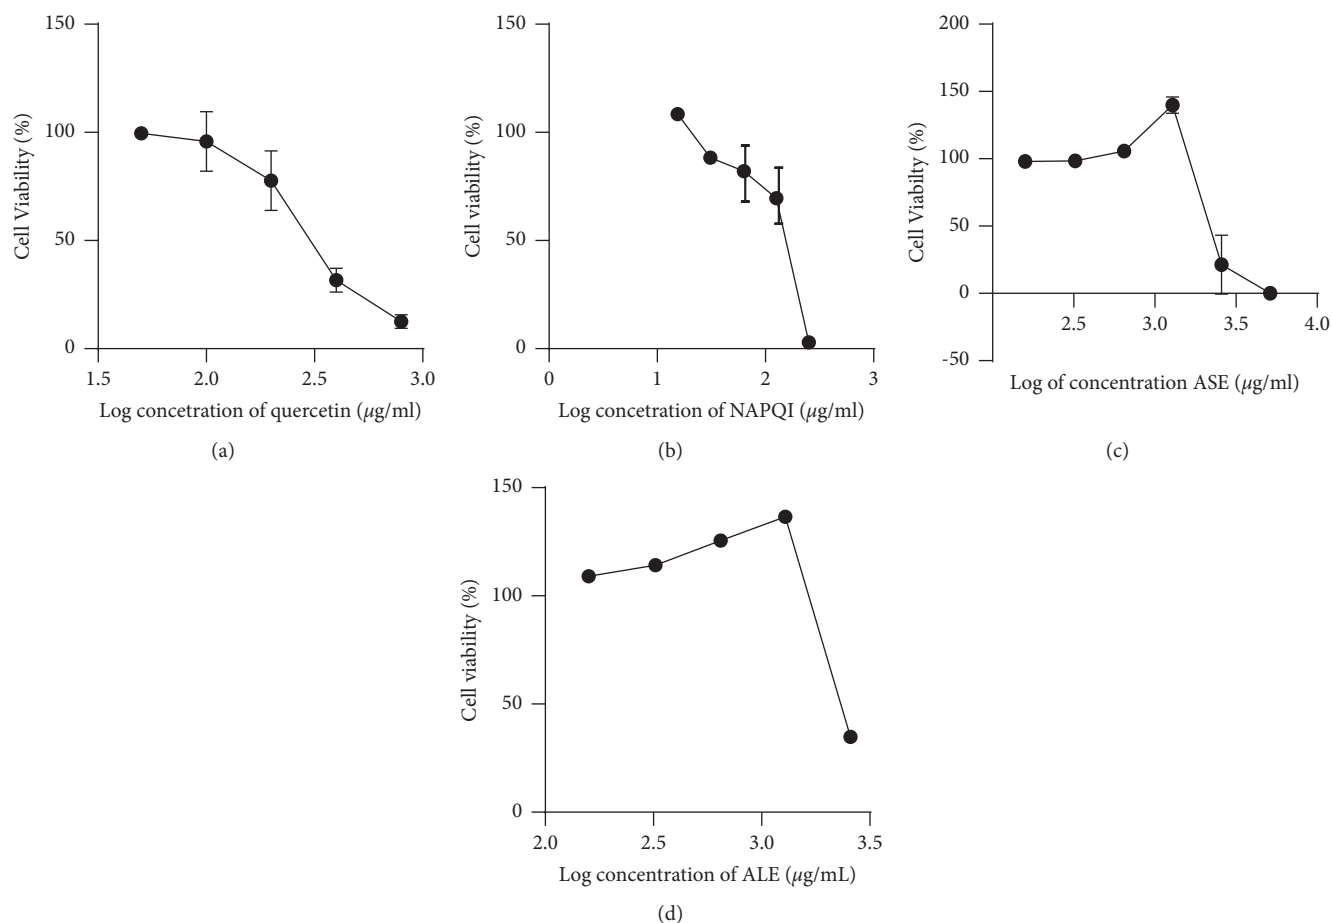 150
100
50
0
Cell Viability (%)
1.5 2.0 2.5 3.0
Log concetration of quercetin (μg/ml)
(a)
150
100
50
0
Cell viability (%)
0 1 2 3
Log concetration of NAPQI (μg/ml)
(b)
200
150
100
50
0
-50
Cell Viability (%)
2.5 3.0 3.5 4.0
Log of concentration ASE (μg/ml)
(c)
150
100
50
0
Cell viability (%)
2.0 2.5 3.0 3.5
Log concentration of ALE (μg/mL)
(d)